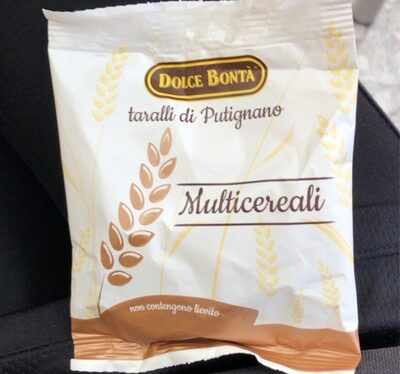 DOLCE BONTÀ
taralli di Putignano
Multicereali
non contengono lievito